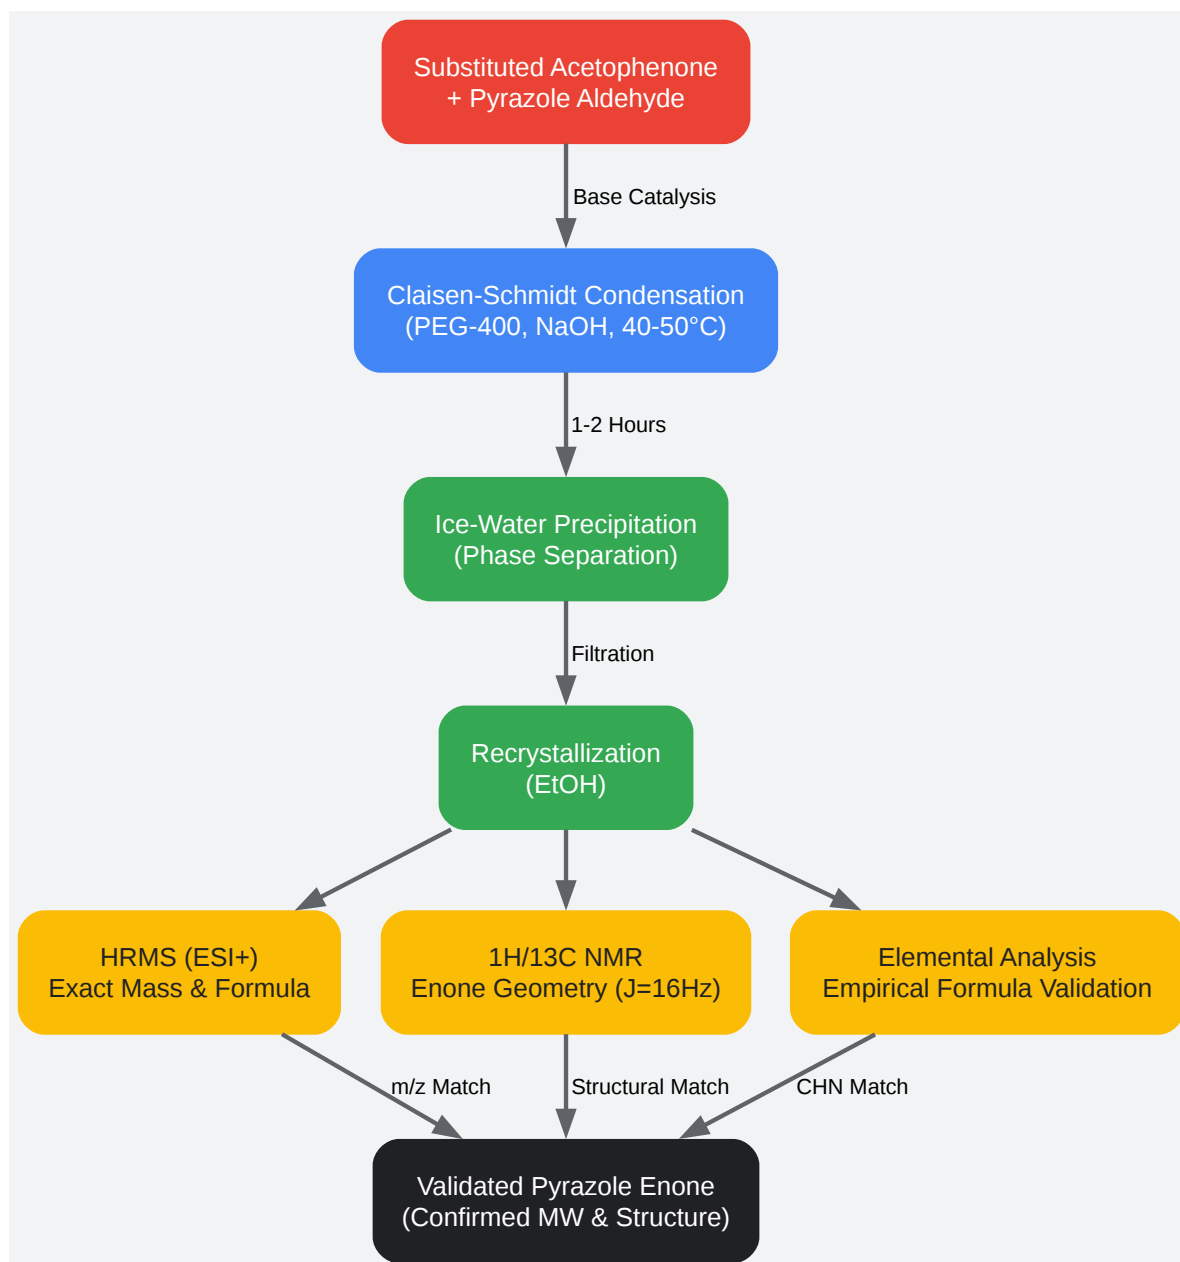 Substituted Acetophenone
+ Pyrazole Aldehyde
Base Catalysis
Claisen-Schmidt Condensation
(PEG-400, NaOH, 40-50°C)
1-2 Hours
Ice-Water Precipitation
(Phase Separation)
Filtration
Recrystallization
(EtOH)
HRMS (ESI+)
Exact Mass & Formula
1H/13C NMR
Enone Geometry (J=16Hz)
Elemental Analysis
Empirical Formula Validation
m/z Match
Structural Match
CHN Match
Validated Pyrazole Enone
(Confirmed MW & Structure)